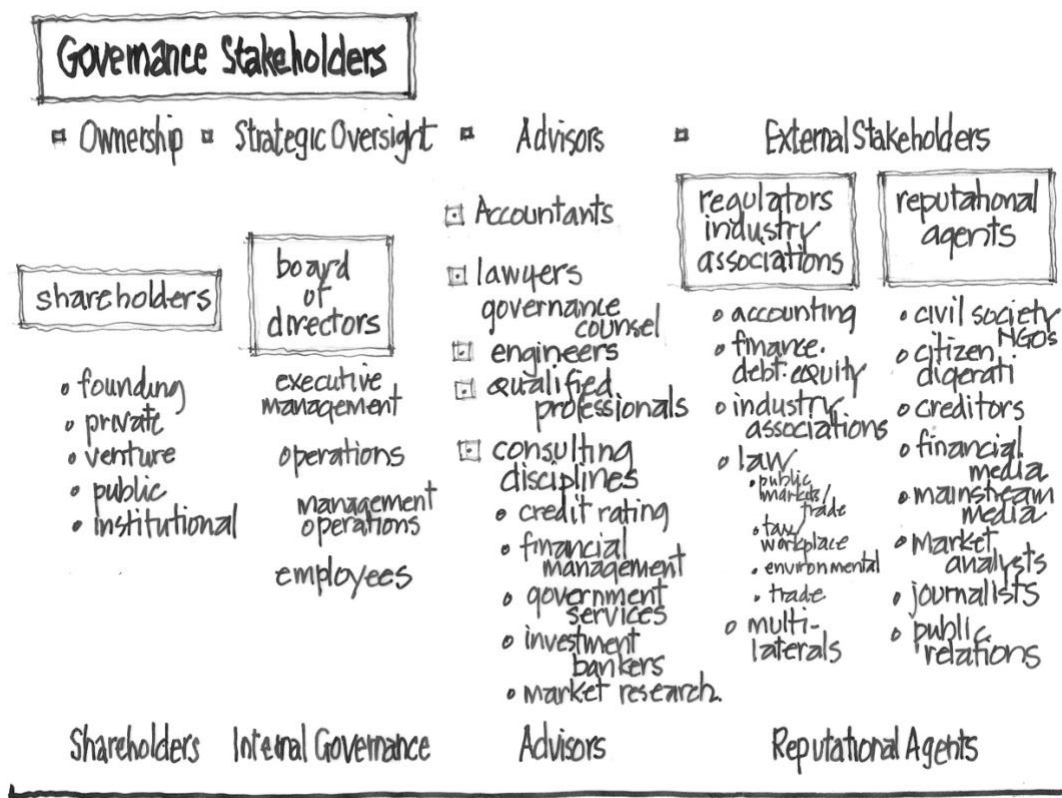 Governance Stakeholders
Ownership
Strategic Oversight
Advisors
External Stakeholders
shareholders
founding
private
venture
public
institutional
board
of
directors
executive
management
operations
management
operations
employees
Accountants
lawyers
governance
counsel
engineers
qualified
professionals
consulting
disciplines
credit rating
financial
management
government
services
investment
bankers
market research.
regulators
industry
associations
accounting
finance.
debt.equity
industry
associations
law
public
markets/
trade
tax/
workplace
environmental
trade
multi-
laterals
reputational
agents
civil society
NGOs
citizen
digerati
creditors
financial
media
mainstream
media
market
analysts
journalists
public
relations
Shareholders
Internal Governance
Advisors
Reputational Agents